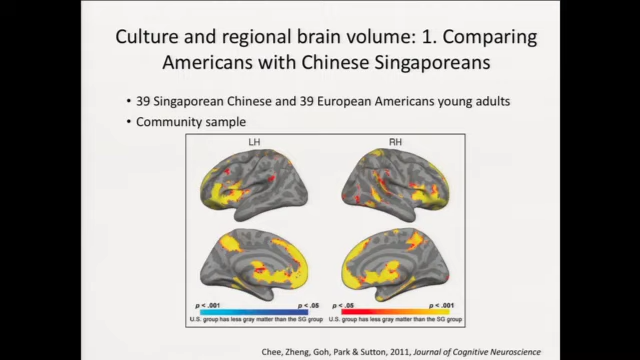 Culture and regional brain volume: 1. Comparing
Americans with Chinese Singaporeans
• 39 Singaporean Chinese and 39 European Americans young adults
• Community sample
LH RH
p < .001 p < .05 p < .05 p < .001
U.S. group has less gray matter than the SG group U.S. group has less gray matter than the SG group
Chee, Zheng, Goh, Park & Sutton, 2011, Journal of Cognitive Neuroscience